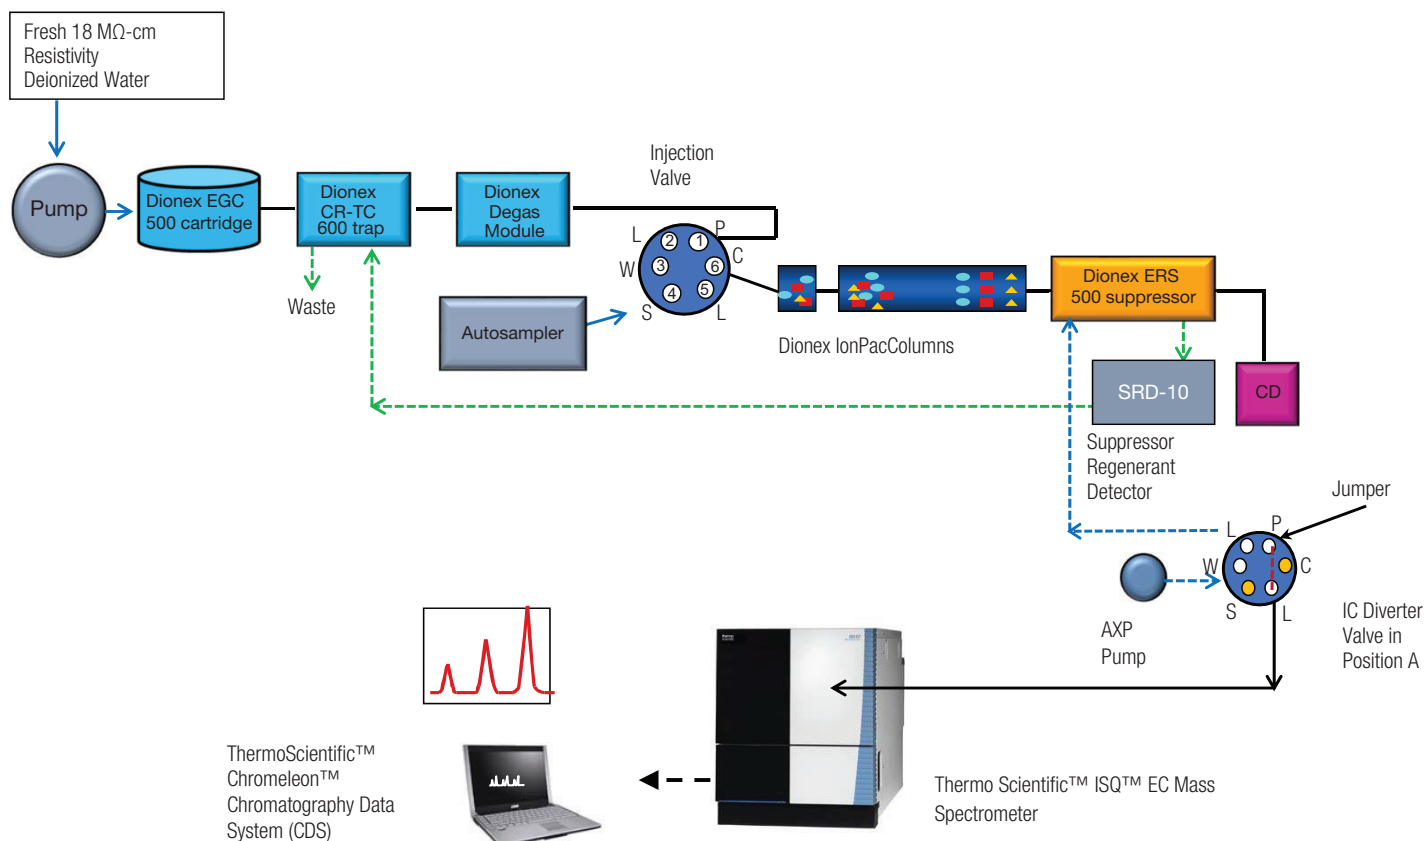 Fresh 18 MΩ-cm
Resistivity
Deionized Water
Pump
Dionex EGC
500 cartridge
Dionex
CR-TC
600 trap
Dionex
Degas
Module
Injection
Valve
L
P
2
1
W
3
6
C
4
5
S
L
Waste
Autosampler
Dionex IonPacColumns
Dionex ERS
500 suppressor
SRD-10
CD
Suppressor
Regenerant
Detector
Jumper
L
P
W
C
S
L
AXP
Pump
IC Diverter
Valve in
Position A
ThermoScientific™
Chromeleon™
Chromatography Data
System (CDS)
Thermo Scientific™ ISQ™ EC Mass
Spectrometer